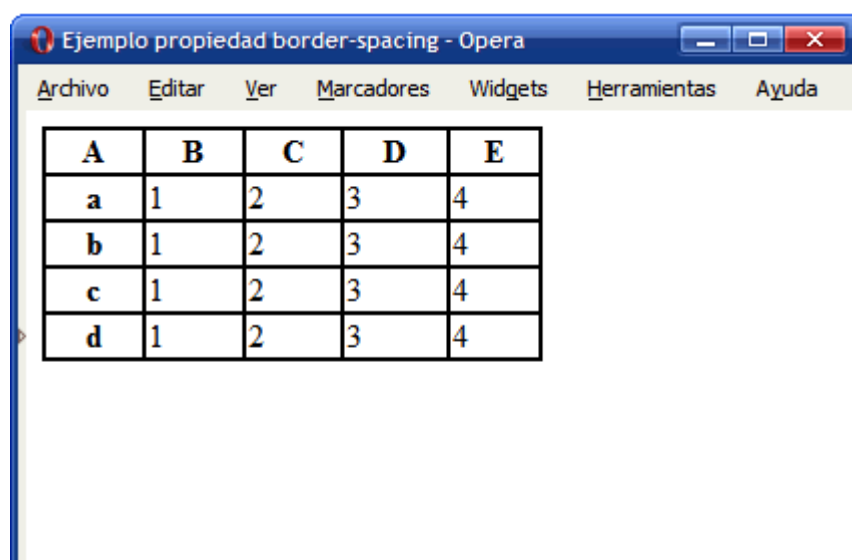 Ejemplo propiedad border-spacing - Opera
Archivo Editar Ver Marcadores Widgets Herramientas Ayuda
A B C D E
a 1 2 3 4
b 1 2 3 4
c 1 2 3 4
d 1 2 3 4